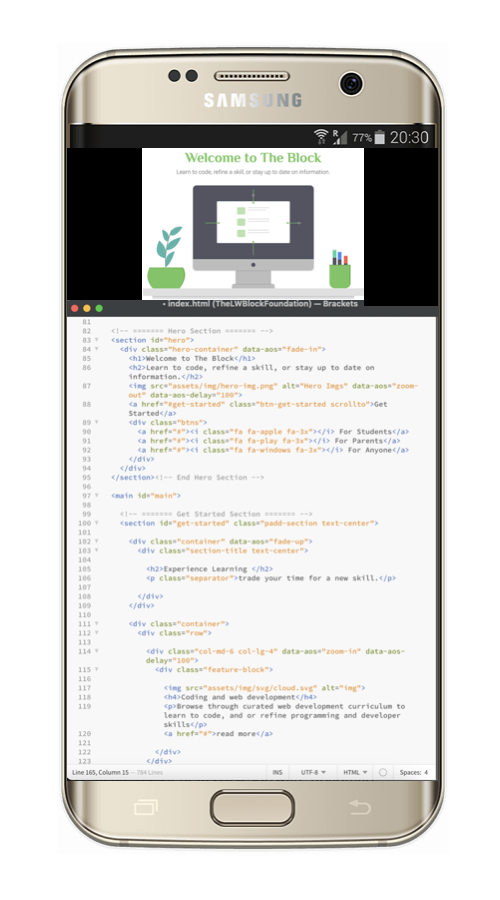 SAMSUNG
R 77% 20:30
Welcome to The Block
Learn to code, refine a skill, or stay up to date on information.
• index.html (TheLWBlockFoundation) — Brackets
81
82 <!-- ======= Hero Section ======= -->
83 <section id="hero">
84 <div class="hero-container" data-aos="fade-in">
85 <h1>Welcome to The Block</h1>
86 <h2>Learn to code, refine a skill, or stay up to date on
information.</h2>
87 <img src="assets/img/hero-img.png" alt="Hero Imgs" data-aos="zoom-
out" data-aos-delay="100">
88 <a href="#get-started" class="btn-get-started scrollto">Get
Started</a>
89 <div class="btns">
90 <a href="#"><i class="fa fa-apple fa-3x"></i> For Students</a>
91 <a href="#"><i class="fa fa-play fa-3x"></i> For Parents</a>
92 <a href="#"><i class="fa fa-windows fa-3x"></i> For Anyone</a>
93 </div>
94 </div>
95 </section><!-- End Hero Section -->
96
97 <main id="main">
98
99 <!-- ======= Get Started Section ======= -->
100 <section id="get-started" class="padd-section text-center">
101
102 <div class="container" data-aos="fade-up">
103 <div class="section-title text-center">
104
105 <h2>Experience Learning </h2>
106 <p class="separator">trade your time for a new skill.</p>
107
108 </div>
109 </div>
110
111 <div class="container">
112 <div class="row">
113
114 <div class="col-md-6 col-lg-4" data-aos="zoom-in" data-aos-
delay="100">
115 <div class="feature-block">
116
117 <img src="assets/img/svg/cloud.svg" alt="img">
118 <h4>Coding and web development</h4>
119 <p>Browse through curated web development curriculum to
learn to code, and or refine programming and developer
skills</p>
120 <a href="#">read more</a>
121
122 </div>
123 </div>
Line 165, Column 15 — 784 Lines INS UTF-8 HTML Spaces: 4